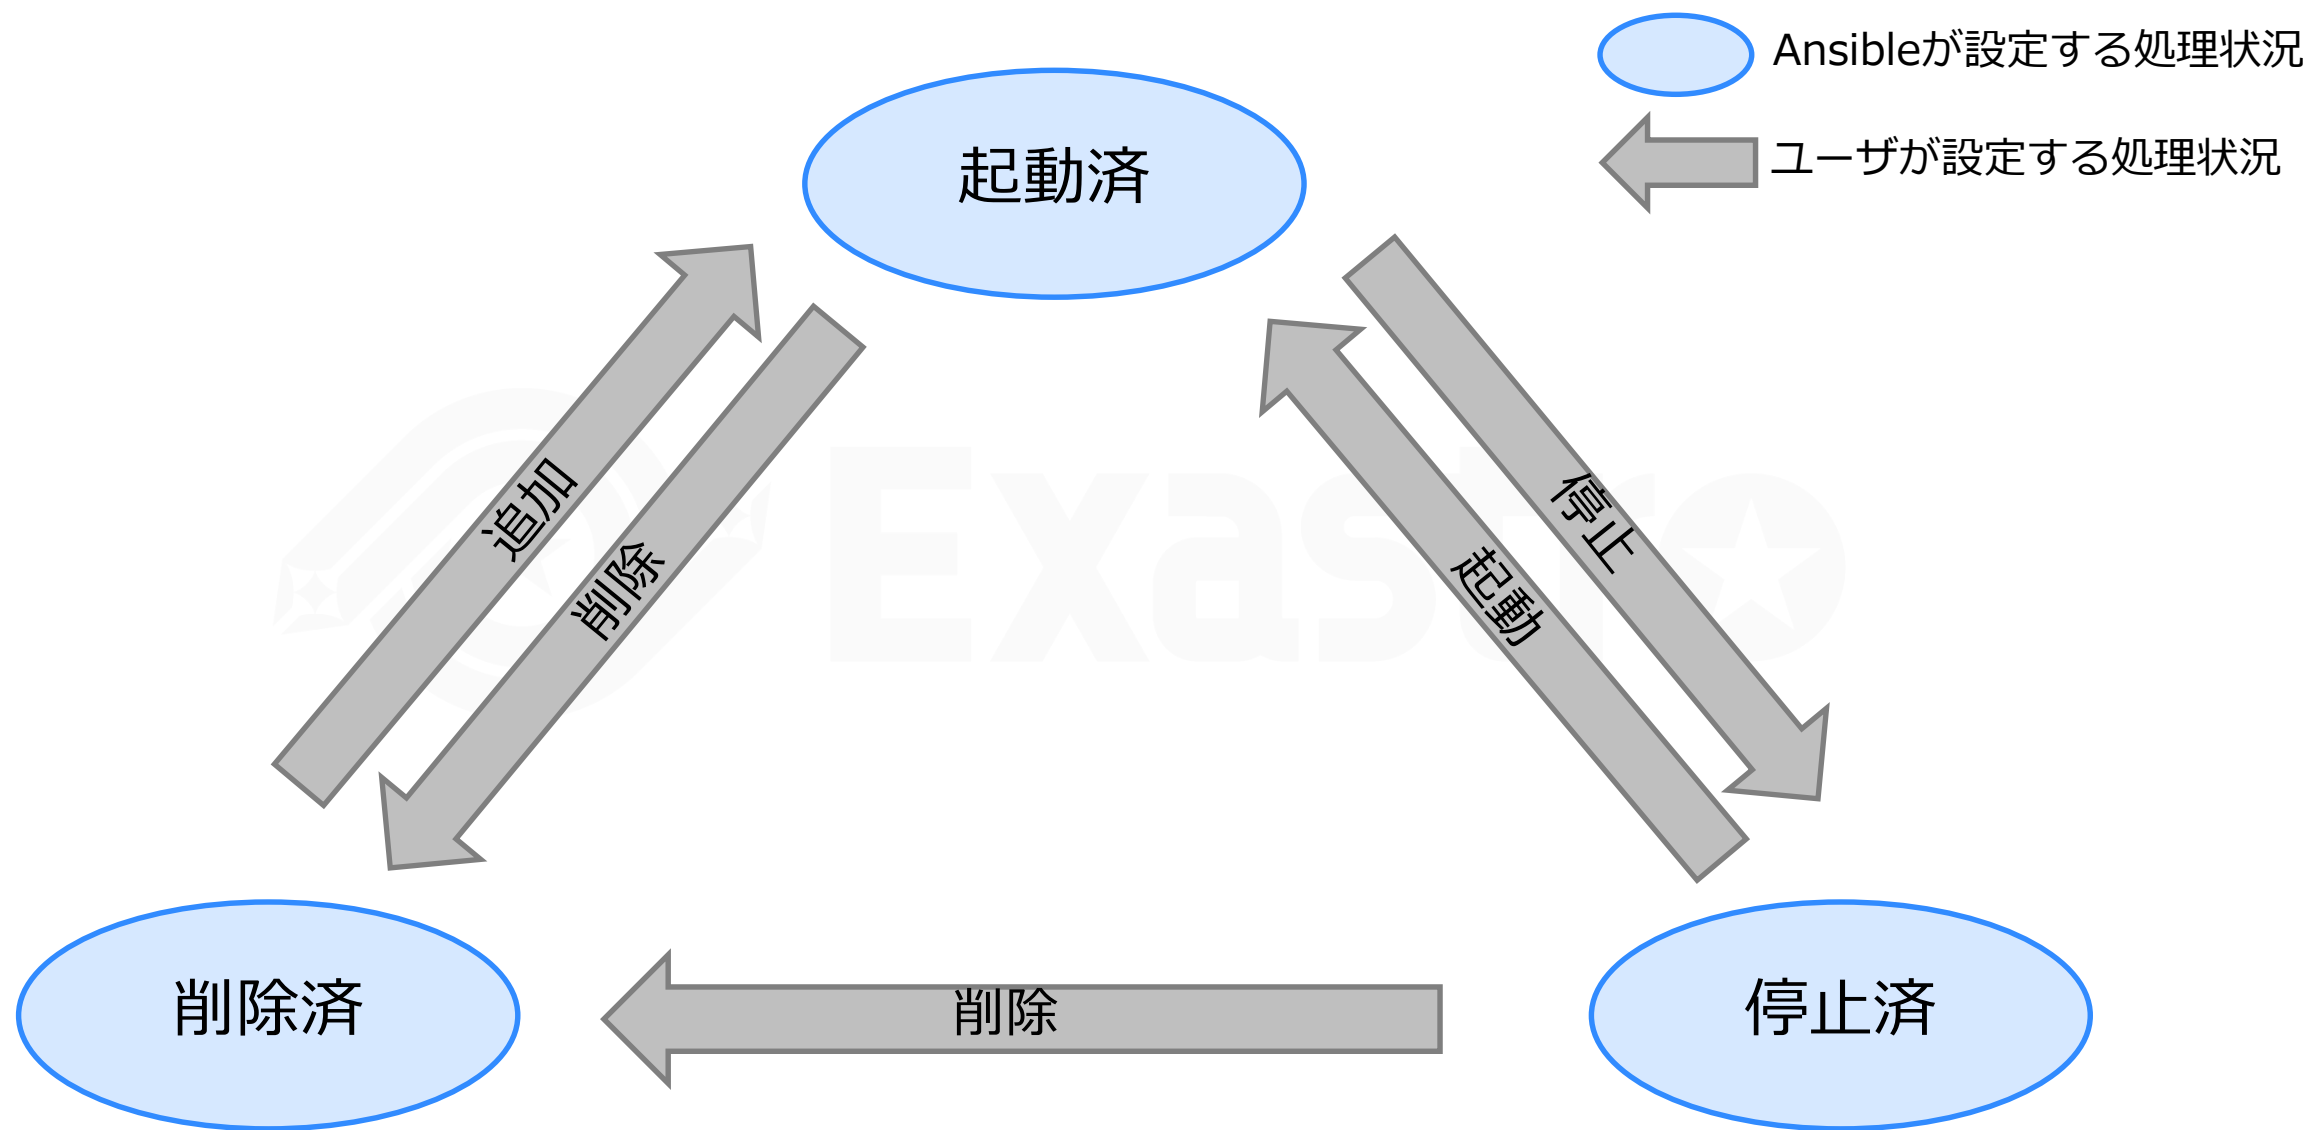 Ansibleが設定する処理状況
ユーザが設定する処理状況
起動済
追加
削除
停止
起動
Exastro
削除済
削除
停止済